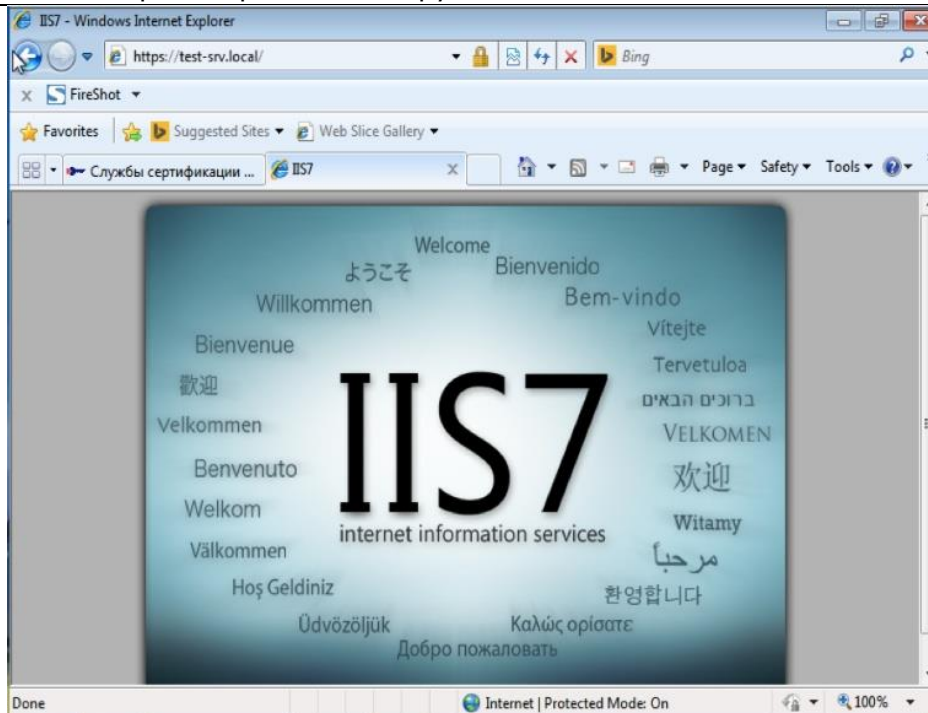 IIS7 - Windows Internet Explorer
https://test-srv.local/
Bing
x FireShot
Favorites Suggested Sites Web Slice Gallery
Службы сертификации ... IIS7 x Page Safety Tools
Welcome
ようこそ Bienvenido
Willkommen Bem-vindo
Vítejte
Bienvenue
Tervetuloa
歡迎
ברוכים הבאים
Velkommen
VELKOMEN
Benvenuto
欢迎
IIS7
Welkom
Witamy
internet information services
Välkommen
مرحباً
Hoş Geldiniz
환영합니다
Üdvözöljük Καλώς ορίσατε
Добро пожаловать
Done Internet | Protected Mode: On 100%